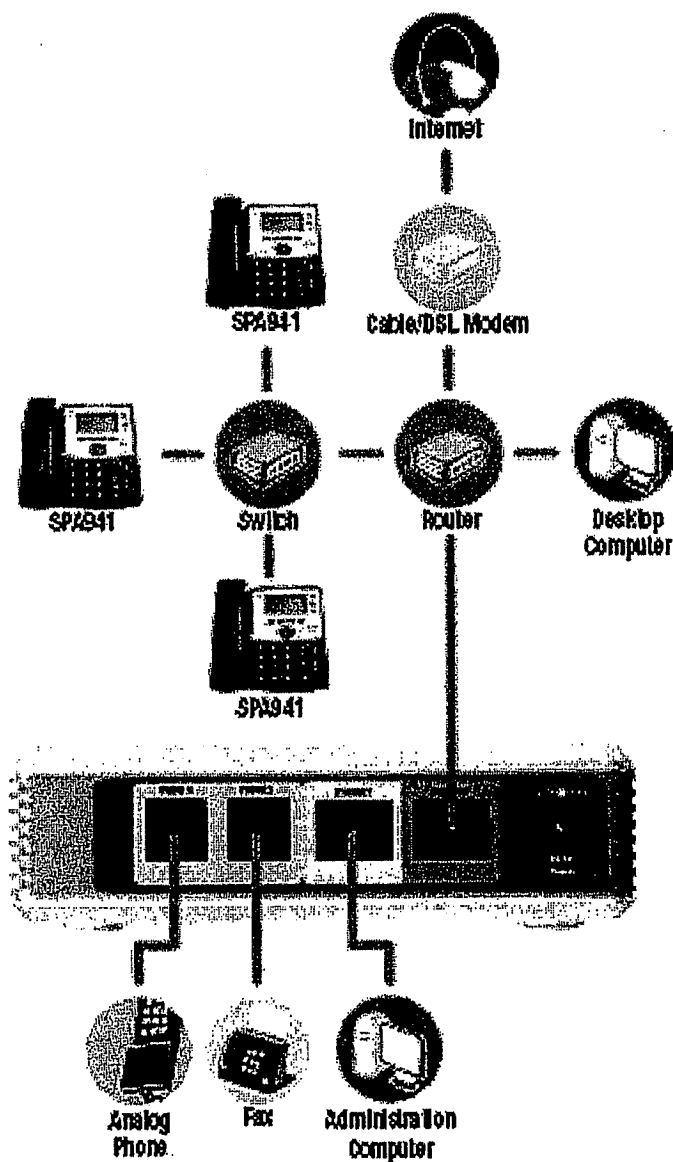 Internet
SPA941
Cable/DSL Modem
SPA941
Switch
Router
Desktop
Computer
SPA941
Analog
Phone
Fax
Administration
Computer